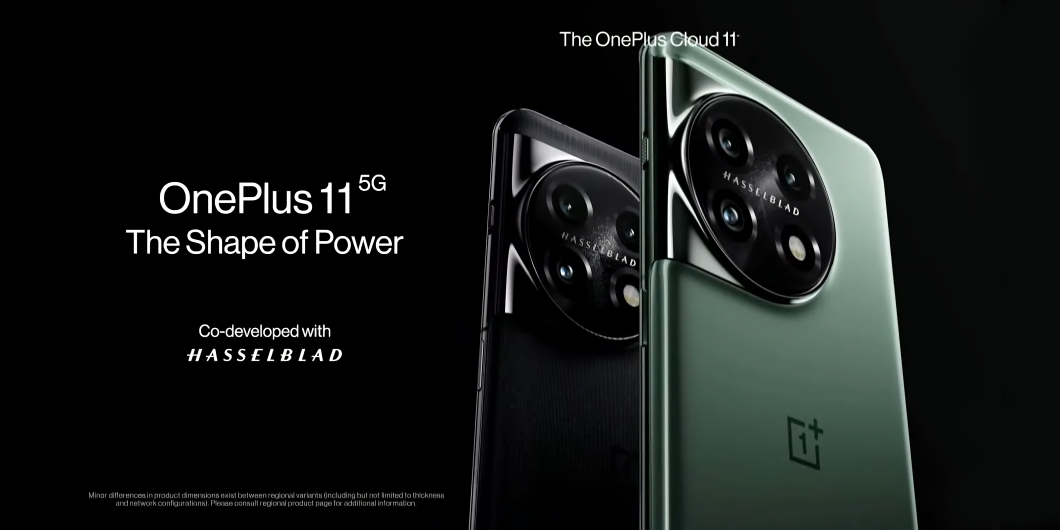 The OnePlus Cloud 11
OnePlus 11 5G
The Shape of Power
Co-developed with
HASSELBLAD
HASSELBLAD
HASSELBLAD
Minor differences in product dimensions exist between regional variants (including but not limited to thickness
and network configurations). Please consult regional product page for additional information.